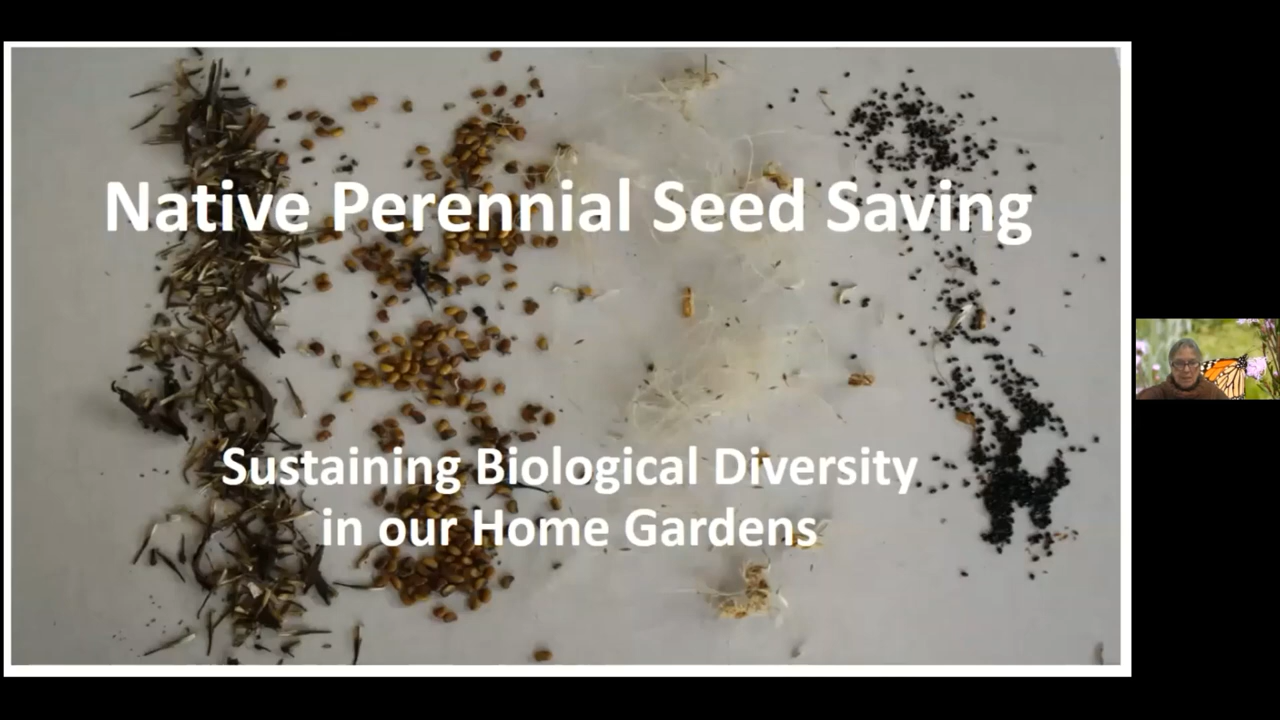 Native Perennial Seed Saving
Sustaining Biological Diversity
in our Home Gardens